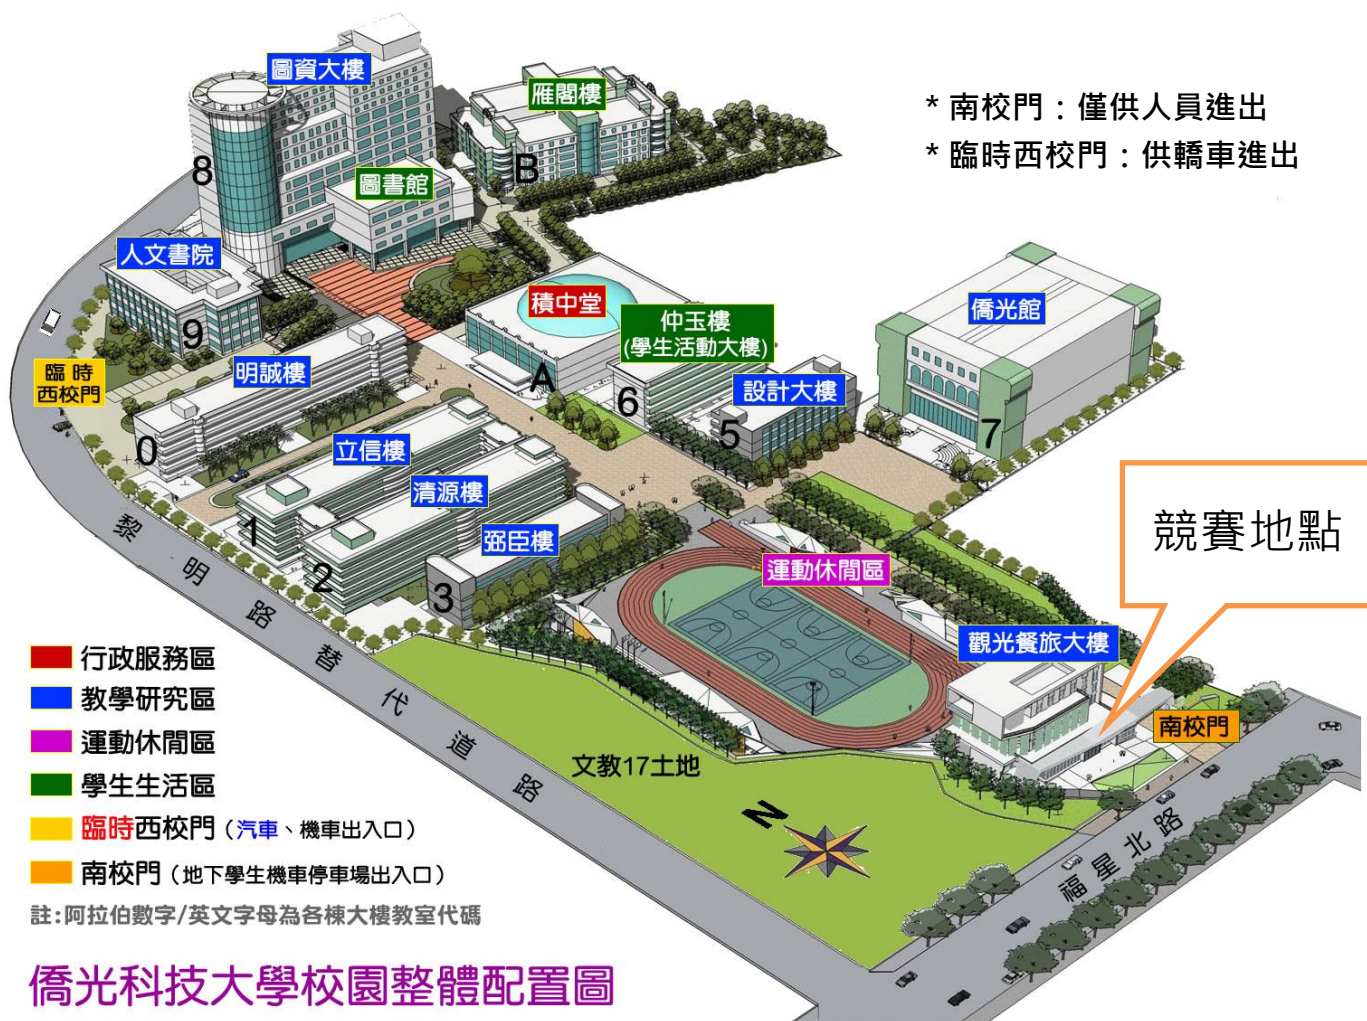 圖資大樓
雁閣樓
* 南校門：僅供人員進出
* 臨時西校門：供轎車進出
8
B
圖書館
人文書院
9
積中堂
A
仲玉樓
(學生活動大樓)
6
設計大樓
5
僑光館
7
臨時
西校門
明誠樓
0
立信樓
1
清源樓
2
弼臣樓
3
競賽地點
運動休閒區
觀光餐旅大樓
南校門
黎明路替代道路
文教17土地
N
福星北路
行政服務區
教學研究區
運動休閒區
學生生活區
臨時西校門（汽車、機車出入口）
南校門（地下學生機車停車場出入口）
註:阿拉伯數字/英文字母為各棟大樓教室代碼
僑光科技大學校園整體配置圖